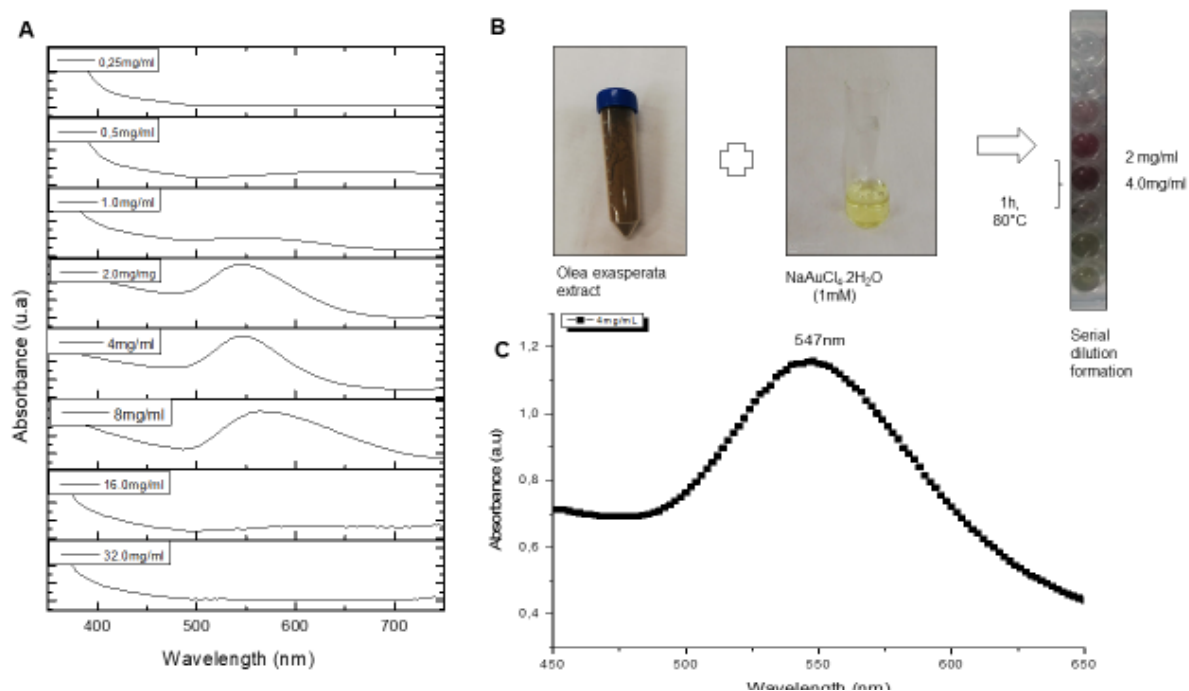 A
0,25mg/ml
0,5mg/ml
1.0mg/ml
2.0mg/mg
4mg/ml
8mg/ml
16.0mg/ml
32.0mg/ml
Absorbance (u.a)
400 500 600 700
Wavelength (nm)
B
2 mg/ml
4.0mg/ml
1h,
80°C
Olea exasperata
extract
NaAuCl₄.2H₂O
(1mM)
Serial
dilution
formation
C
4mg/mL
547nm
1,2
1,0
0,8
0,6
0,4
Absorbance (a.u)
450 500 550 600 650
Wavelength (nm)